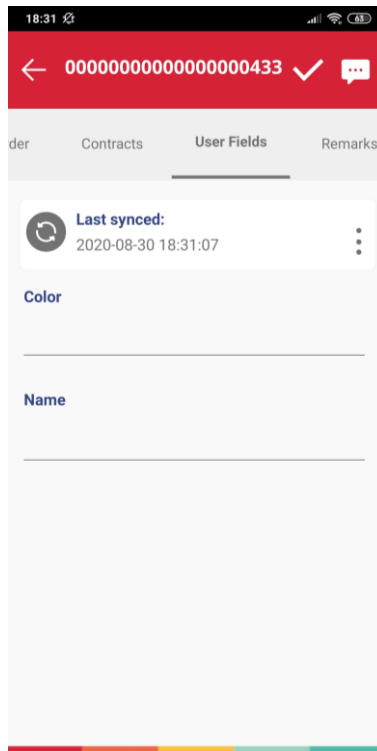 18:31 63
00000000000000000433
der Contracts User Fields Remarks
Last synced:
2020-08-30 18:31:07
Color
Name